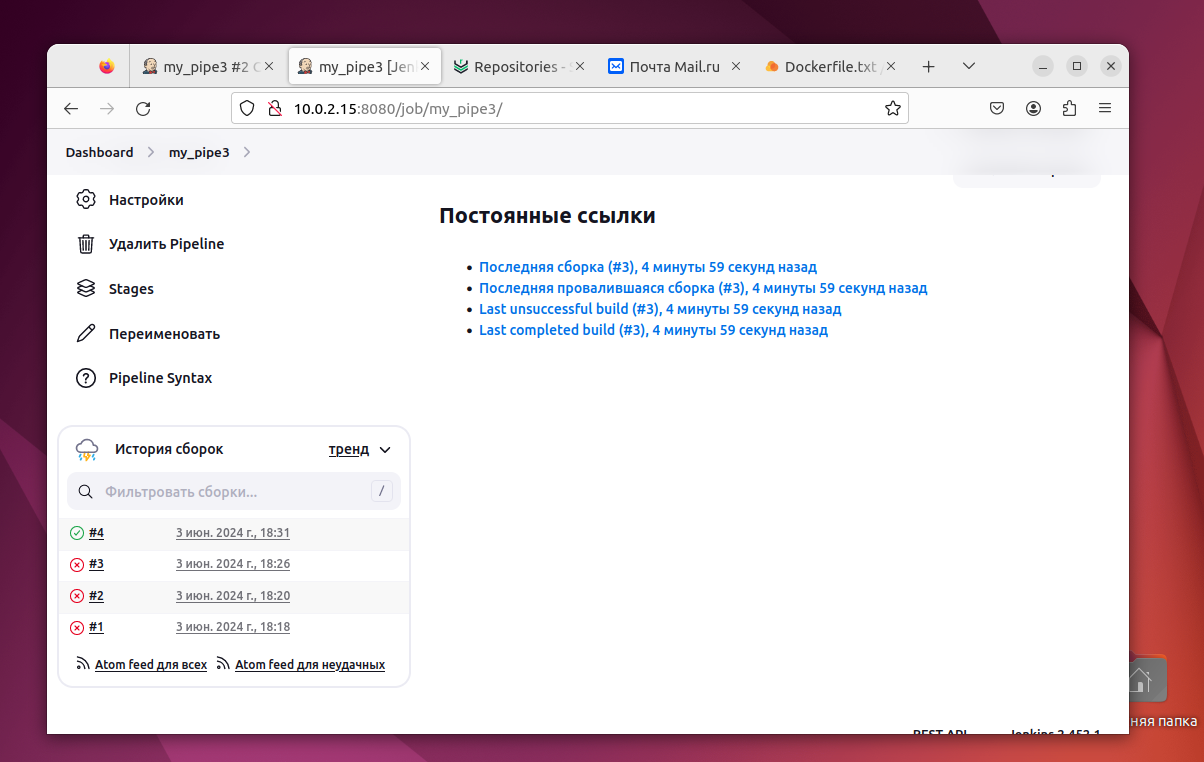 my_pipe3 #2 C
my_pipe3 [Jen
Repositories -
Почта Mail.ru
Dockerfile.txt
10.0.2.15:8080/job/my_pipe3/
Dashboard
my_pipe3
Настройки
Удалить Pipeline
Stages
Переименовать
Pipeline Syntax
Постоянные ссылки
Последняя сборка (#3), 4 минуты 59 секунд назад
Последняя провалившаяся сборка (#3), 4 минуты 59 секунд назад
Last unsuccessful build (#3), 4 минуты 59 секунд назад
Last completed build (#3), 4 минуты 59 секунд назад
История сборок
тренд
Фильтровать сборки...
/
#4 3 июн. 2024 г., 18:31
#3 3 июн. 2024 г., 18:26
#2 3 июн. 2024 г., 18:20
#1 3 июн. 2024 г., 18:18
Atom feed для всех Atom feed для неудачных
няя папка
REST API Jenkins 2.452.1